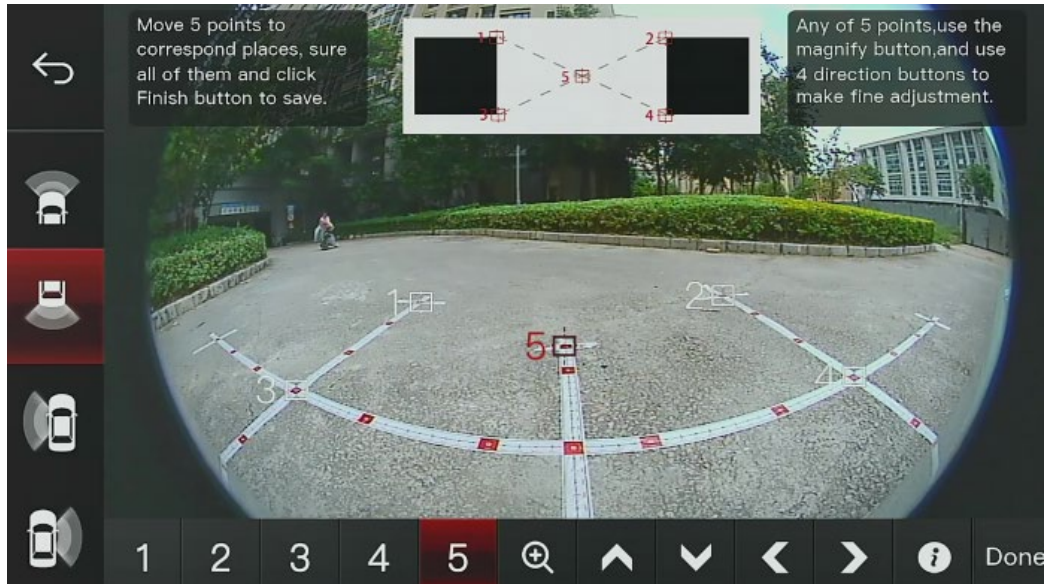 Move 5 points to
correspond places, sure
all of them and click
Finish button to save.
1
2
5
3
4
Any of 5 points,use the
magnify button,and use
4 direction buttons to
make fine adjustment.
1
2
5
3
4
1 2 3 4 5 Done